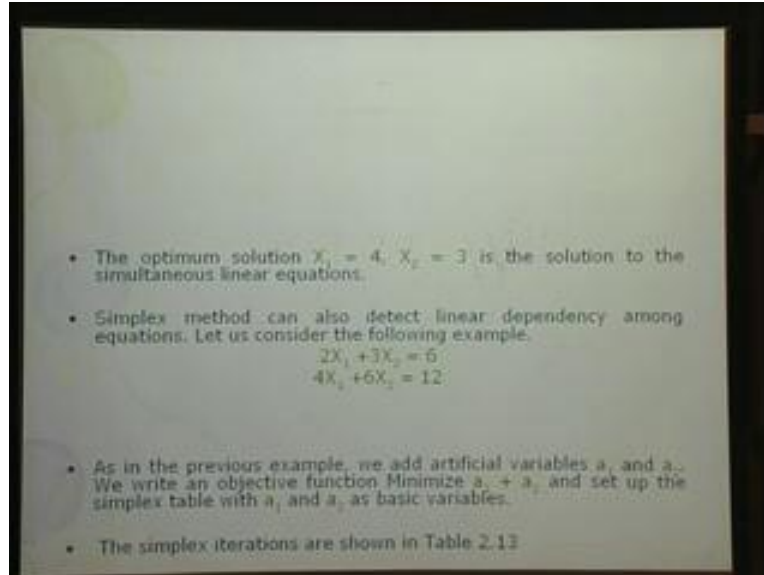 • The optimum solution X₁ = 4, X₂ = 3 is the solution to the
simultaneous linear equations.
• Simplex method can also detect linear dependency among
equations. Let us consider the following example.
2X₁ +3X₂ = 6
4X₁ +6X₂ = 12
• As in the previous example, we add artificial variables a₁ and a₂.
We write an objective function Minimize a₁ + a₂ and set up the
simplex table with a₁ and a₂ as basic variables.
• The simplex iterations are shown in Table 2.13